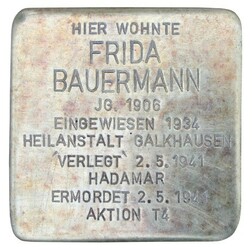 HIER WOHNTE
FRIDA
BAUERMANN
JG. 1906
EINGEWIESEN 1934
HEILANSTALT GALKHAUSEN
VERLEGT 2.5.1941
HADAMAR
ERMORDET 2.5.1941
AKTION T4